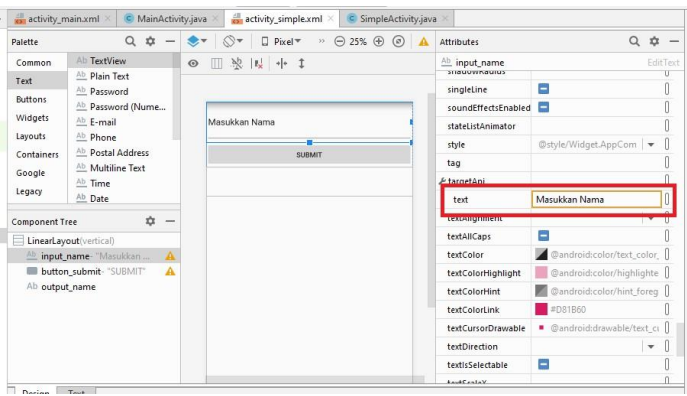 activity_main.xml × MainActivity.java × activity_simple.xml × SimpleActivity.java ×
Palette
Common
Text
Buttons
Widgets
Layouts
Containers
Google
Legacy
Ab TextView
Ab Plain Text
Ab Password
Ab Password (Nume...
Ab E-mail
Ab Phone
Ab Postal Address
Ab Multiline Text
Ab Time
Ab Date
Component Tree
LinearLayout(vertical)
Ab input_name- "Masukkan ...
button_submit- "SUBMIT"
Ab output_name
Pixel
25%
Masukkan Nama
SUBMIT
Attributes
Ab input_name EditText
shadowRadius
singleLine
soundEffectsEnabled
stateListAnimator
style @style/Widget.AppCom
tag
targetApi
text Masukkan Nama
textAlignment
textAllCaps
textColor @android:color/text_color_
textColorHighlight @android:color/highlighte
textColorHint @android:color/hint_foreg
textColorLink #D81B60
textCursorDrawable @android:drawable/text_cu
textDirection
textIsSelectable
textScaleX
Design Text